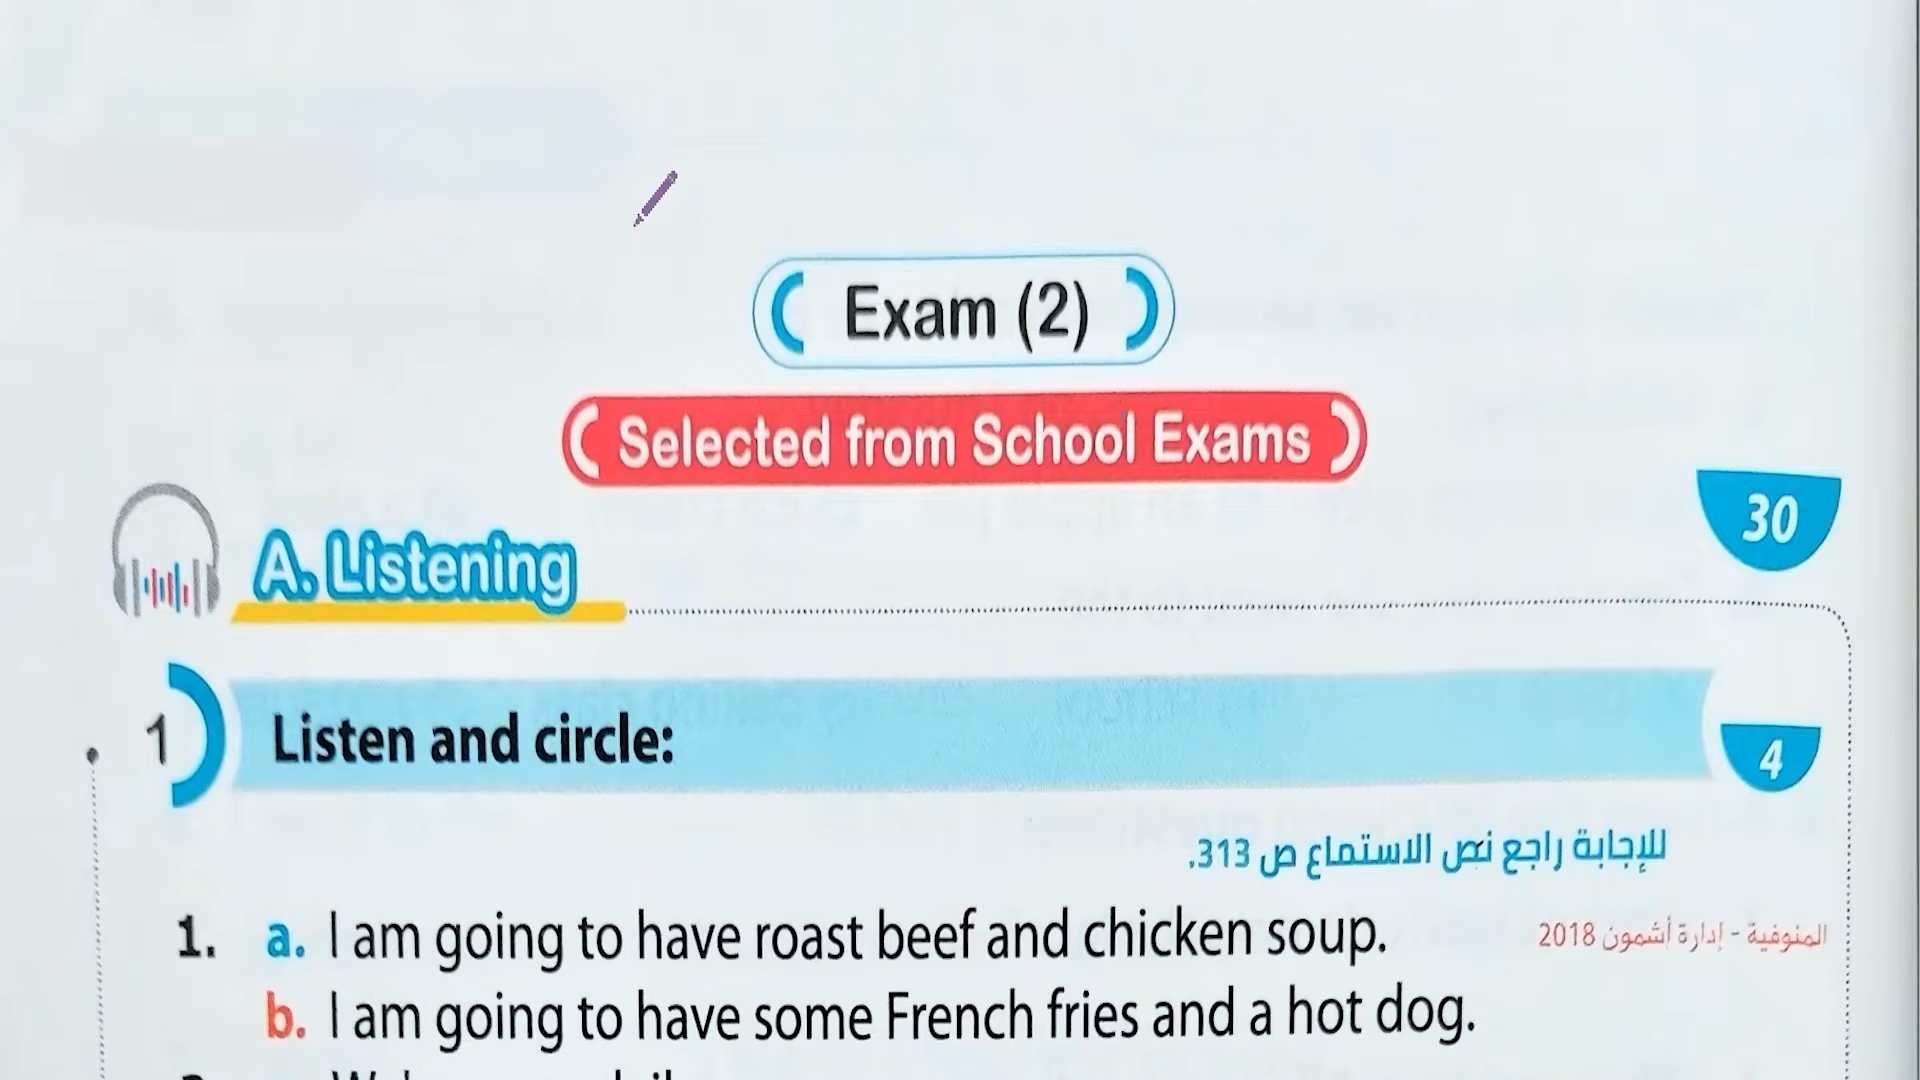 Exam (2)
Selected from School Exams
30
A. Listening
1 Listen and circle:
4
للإجابة راجع نص الاستماع ص 313.
1. a. I am going to have roast beef and chicken soup.
المنوفية - إدارة أشمون 2018
b. I am going to have some French fries and a hot dog.